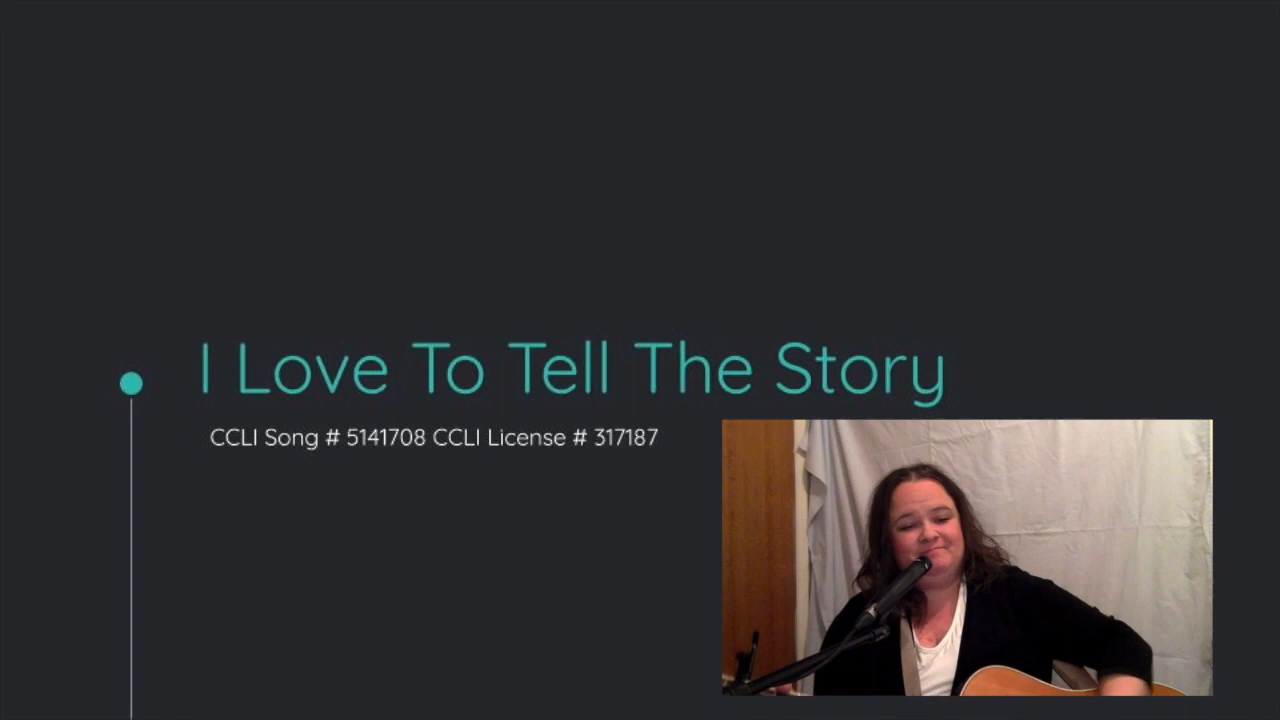 I Love To Tell The Story
CCLI Song # 5141708 CCLI License # 317187